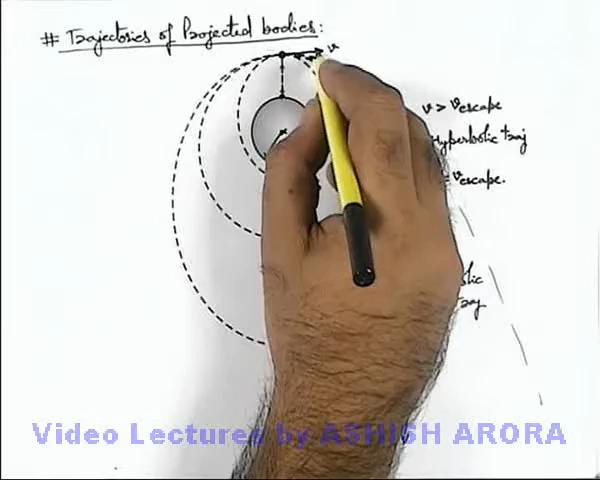 # Trajectories of Projected bodies:
v
v > vescape
Hyperbolic traj
= vescape.
Video Lectures by ASHISH ARORA